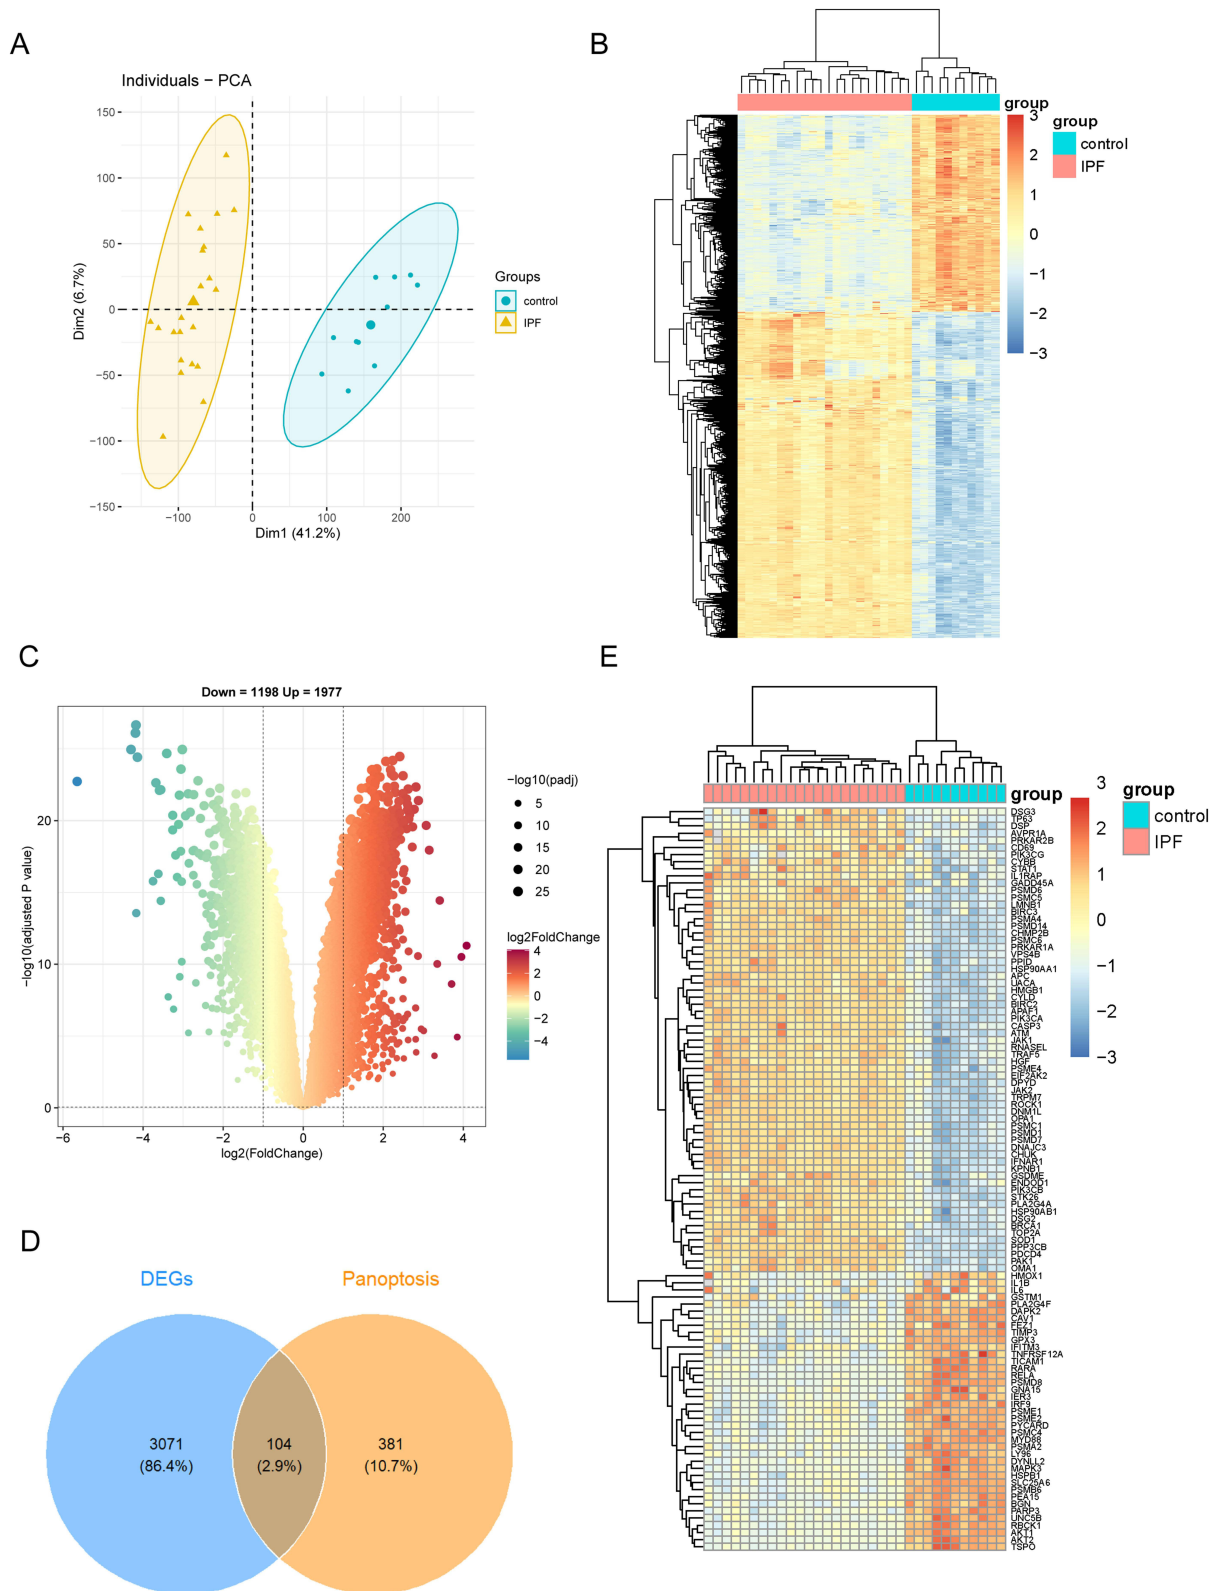 A
Individuals − PCA
150
100
50
0
−50
−100
−150
−100
0
100
200
Dim2 (6.7%)
Dim1 (41.2%)
Groups
control
IPF
B
group
3
2
1
0
−1
−2
−3
group
control
IPF
C
Down = 1198 Up = 1977
20
10
0
−6
−4
−2
0
2
4
−log10(adjusted P value)
log2(FoldChange)
−log10(padj)
5
10
15
20
25
log2FoldChange
4
2
0
−2
−4
D
DEGs
Panoptosis
3071
(86.4%)
104
(2.9%)
381
(10.7%)
E
group
3
2
1
0
−1
−2
−3
group
control
IPF
DSG3
TP63
DSP
AVPR1A
PRKAR2B
CD69
PIK3CG
CYBB
STAT1
IL1RAP
GADD45A
PSMD6
PSMC5
LMNB1
BIRC3
PSMA4
PSMD14
CHMP2B
PSMC6
PRKAR1A
VPS4B
PPID
HSP90AA1
APC
UACA
HMGB1
CYLD
BIRC2
APAF1
PIK3CA
CASP3
ATM
JAK1
RNASEL
TRAF5
HGF
PSME4
EIF2AK2
DPYD
JAK2
TRPM7
ROCK1
DNM1L
OPA1
PSMC1
PSMD1
PSMD7
DNAJC3
CHUK
IFNAR1
KPNB1
GSDME
ENDOD1
PIK3CB
STK26
PLA2G4A
HSP90AB1
DSG2
BRCA1
TOP2A
SOD1
PPP3CB
PDCD4
PAK1
OMA1
HMOX1
IL1B
IL6
GSTM1
PLA2G4F
DAPK2
CAV1
FEZ1
TIMP3
GPX3
IFITM3
TNFRSF12A
TICAM1
RARA
RELA
PSMD8
GNA15
IER3
IRF9
PSME1
PSME2
PYCARD
PSMC4
MYD88
PSMA2
LY96
DYNLL2
MAPK3
HSPB1
SLC25A6
PSMB6
PEA15
BGN
PARP3
UNC5B
RBCK1
AKT1
AKT2
TSPO